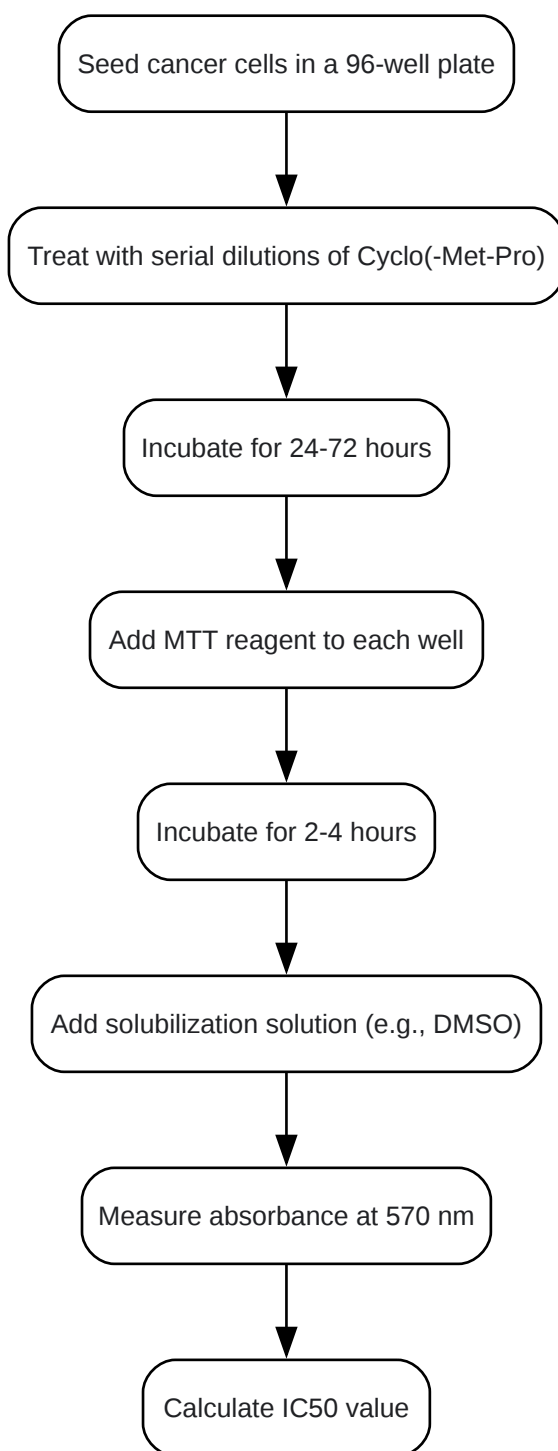 Seed cancer cells in a 96-well plate
Treat with serial dilutions of Cyclo(-Met-Pro)
Incubate for 24-72 hours
Add MTT reagent to each well
Incubate for 2-4 hours
Add solubilization solution (e.g., DMSO)
Measure absorbance at 570 nm
Calculate IC50 value